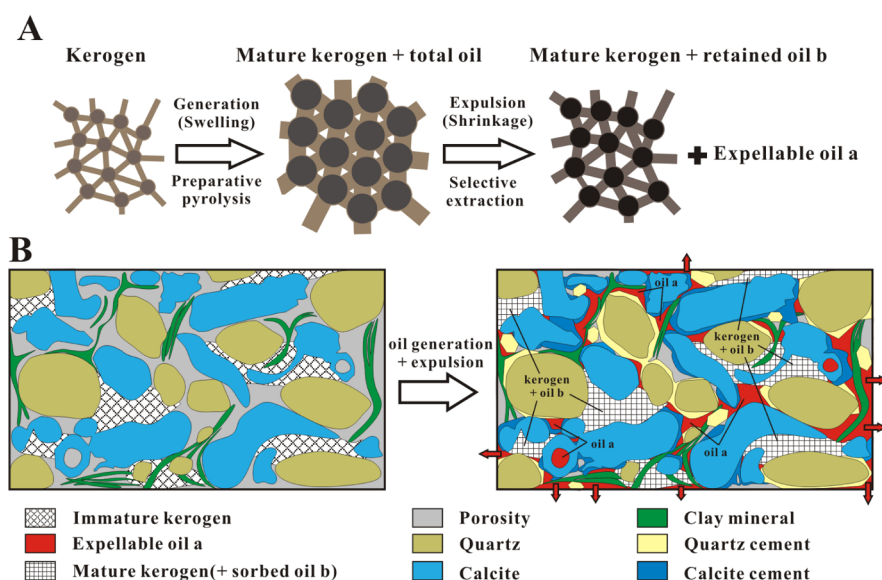 A
Kerogen
Mature kerogen + total oil
Mature kerogen + retained oil b
Generation
(Swelling)
Preparative
pyrolysis
Expulsion
(Shrinkage)
Selective
extraction
+ Expellable oil a
B
oil generation
+ expulsion
oil a
kerogen
+ oil b
kerogen
+ oil b
oil a
oil a
Immature kerogen
Expellable oil a
Mature kerogen(+ sorbed oil b)
Porosity
Quartz
Calcite
Clay mineral
Quartz cement
Calcite cement